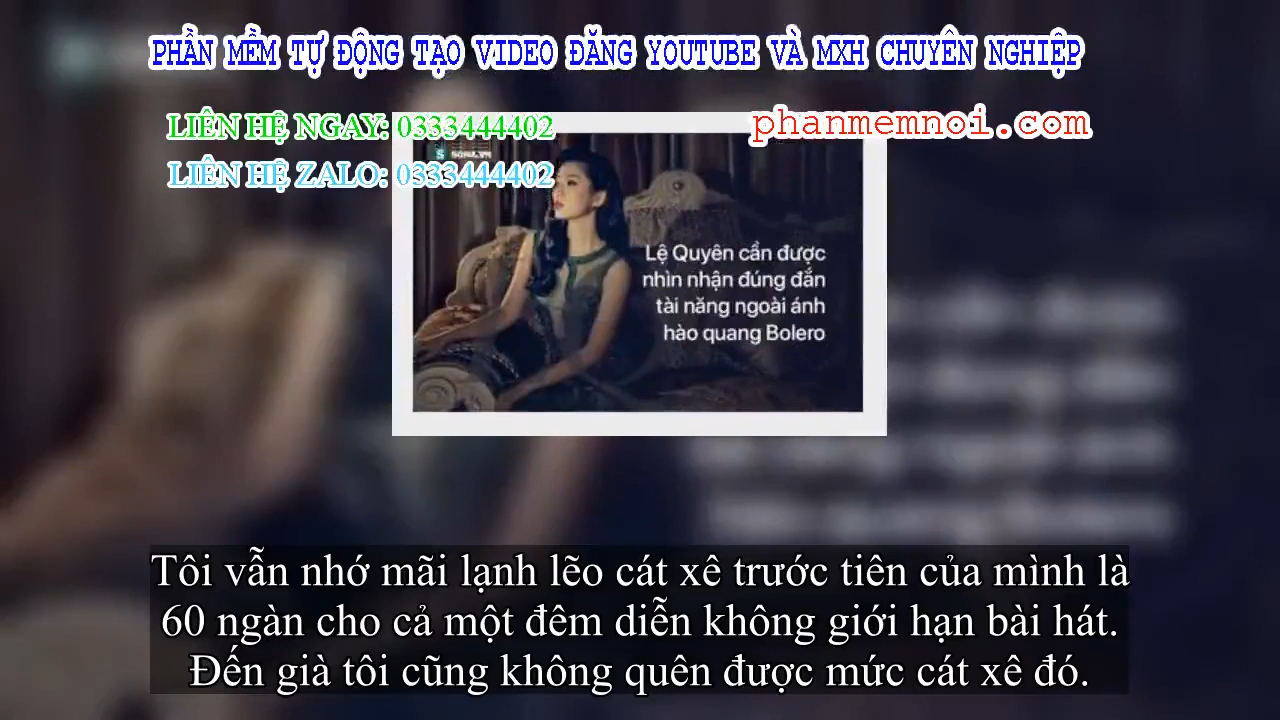 PHẦN MỀM TỰ ĐỘNG TẠO VIDEO ĐĂNG YOUTUBE VÀ MXH CHUYÊN NGHIỆP
LIÊN HỆ NGAY: 0333444402
phanmemnoi.com
LIÊN HỆ ZALO: 0333444402
Lệ Quyên cần được
nhìn nhận đúng đắn
tài năng ngoài ánh
hào quang Bolero
Tôi vẫn nhớ mãi lạnh lẽo cát xê trước tiên của mình là
60 ngàn cho cả một đêm diễn không giới hạn bài hát.
Đến già tôi cũng không quên được mức cát xê đó.